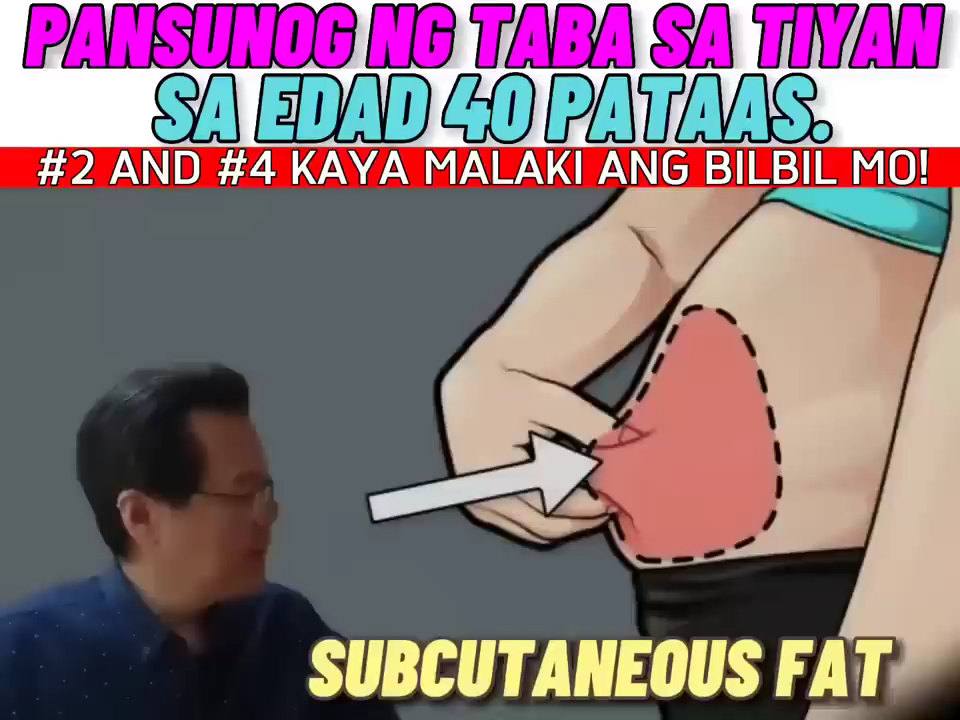 PANSUNOG NG TABA SA TIYAN
SA EDAD 40 PATAAS.
#2 AND #4 KAYA MALAKI ANG BILBIL MO!
SUBCUTANEOUS FAT